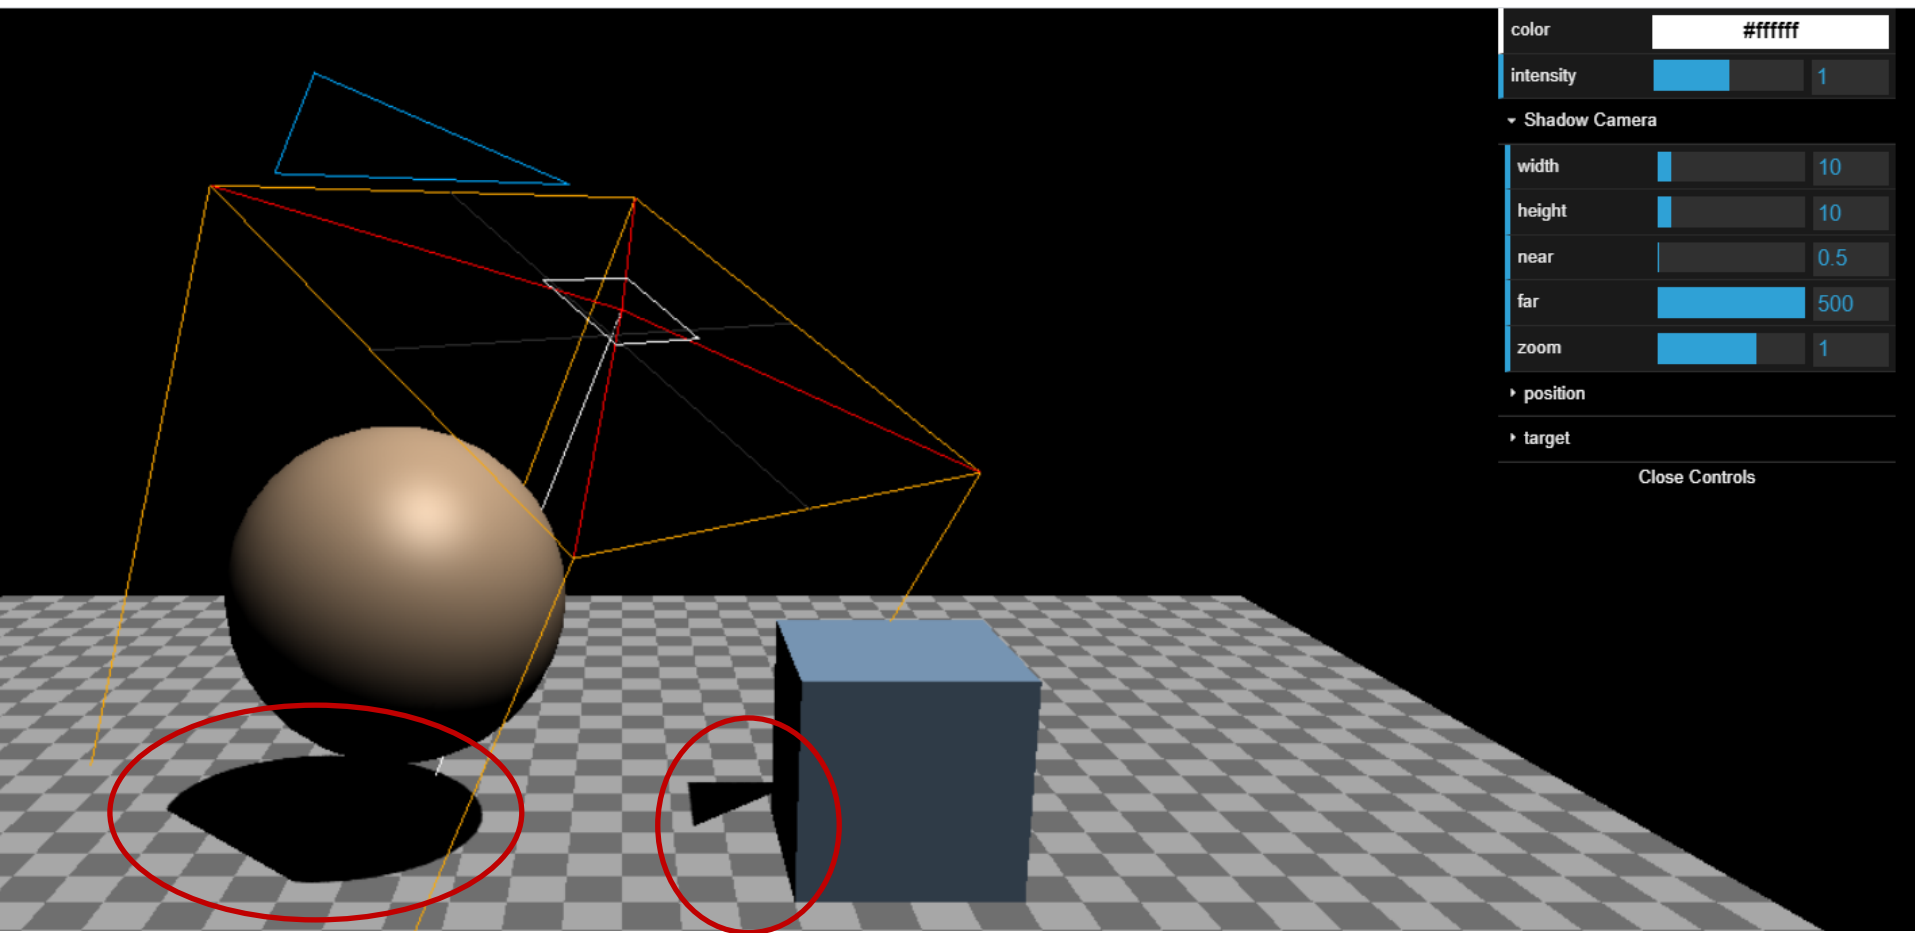 color #ffffff
intensity 1
Shadow Camera
width 10
height 10
near 0.5
far 500
zoom 1
position
target
Close Controls